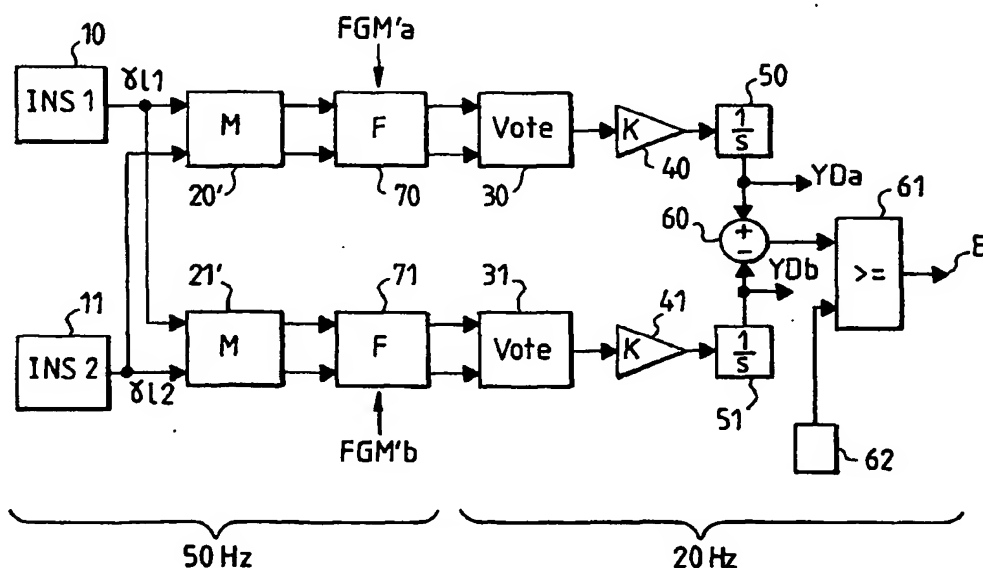 10
FGM'a
INS 1
γl1
M
F
Vote
K
1/s
50
YDa
20'
70
30
40
60
+
-
61
>=
E
YDb
11
21'
71
31
41
INS 2
γl2
M
F
Vote
K
1/s
51
62
FGM'b
50 Hz
20 Hz